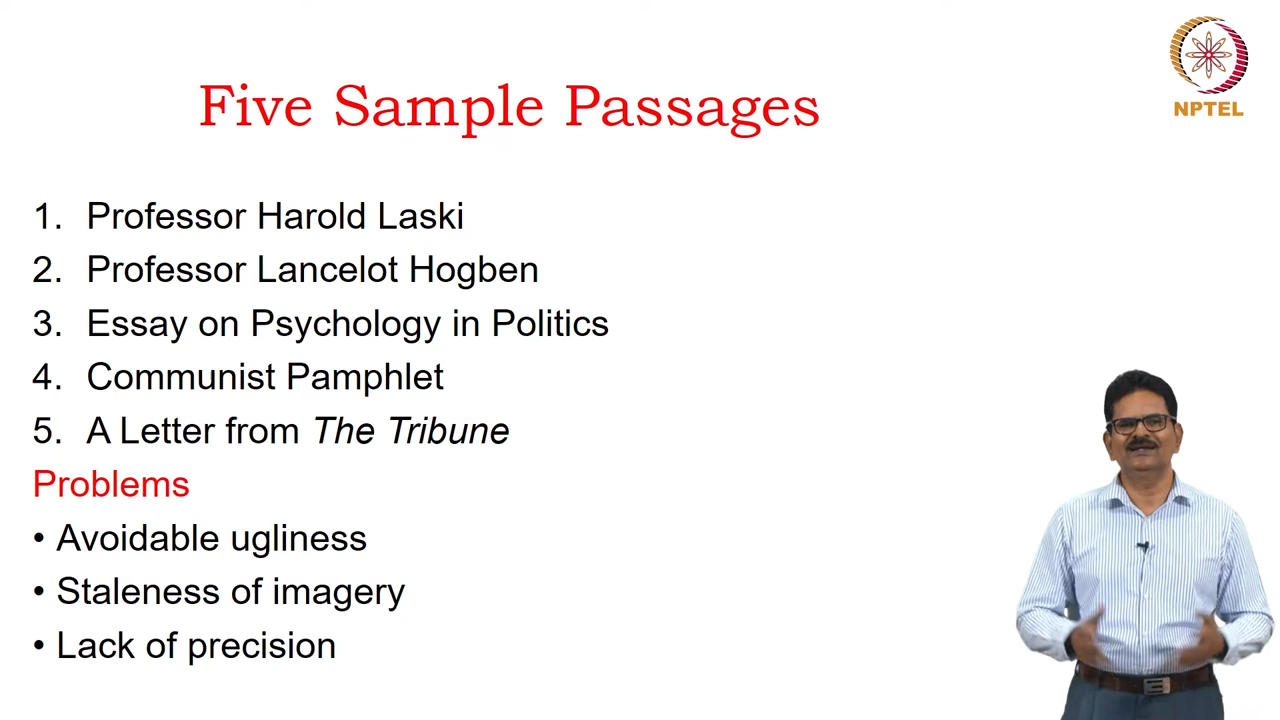 NPTEL
Five Sample Passages
1. Professor Harold Laski
2. Professor Lancelot Hogben
3. Essay on Psychology in Politics
4. Communist Pamphlet
5. A Letter from The Tribune
Problems
• Avoidable ugliness
• Staleness of imagery
• Lack of precision